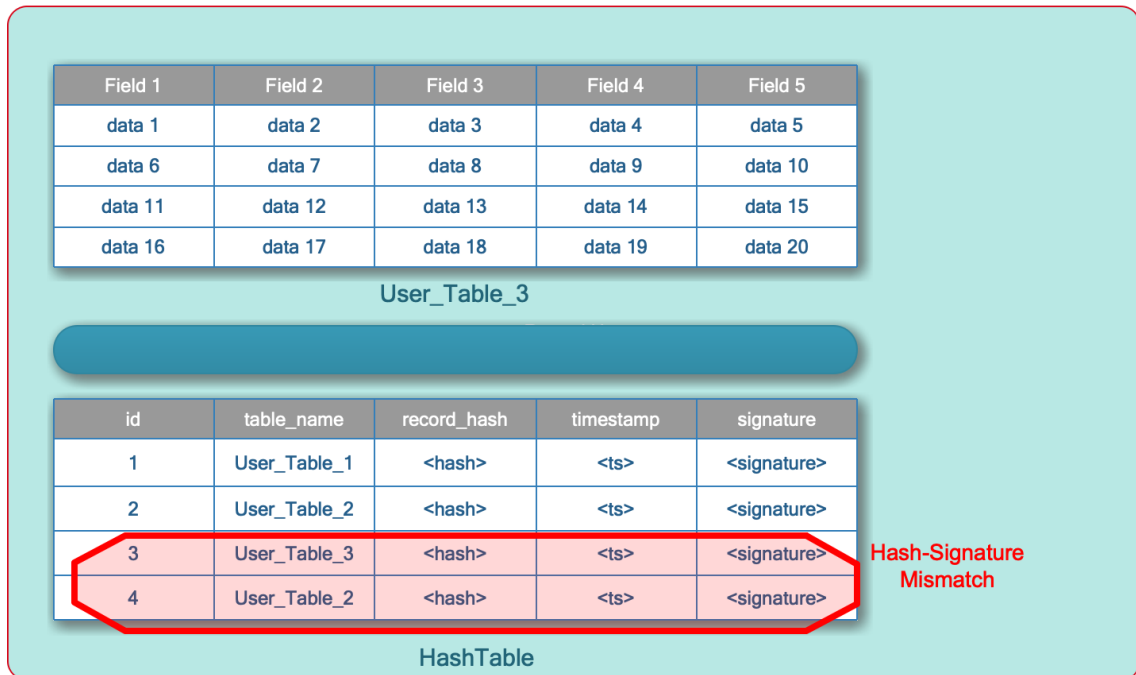 Field 1 Field 2 Field 3 Field 4 Field 5
data 1 data 2 data 3 data 4 data 5
data 6 data 7 data 8 data 9 data 10
data 11 data 12 data 13 data 14 data 15
data 16 data 17 data 18 data 19 data 20
User_Table_3
id table_name record_hash timestamp signature
1 User_Table_1 <hash> <ts> <signature>
2 User_Table_2 <hash> <ts> <signature>
3 User_Table_3 <hash> <ts> <signature>
4 User_Table_2 <hash> <ts> <signature>
Hash-Signature
Mismatch
HashTable